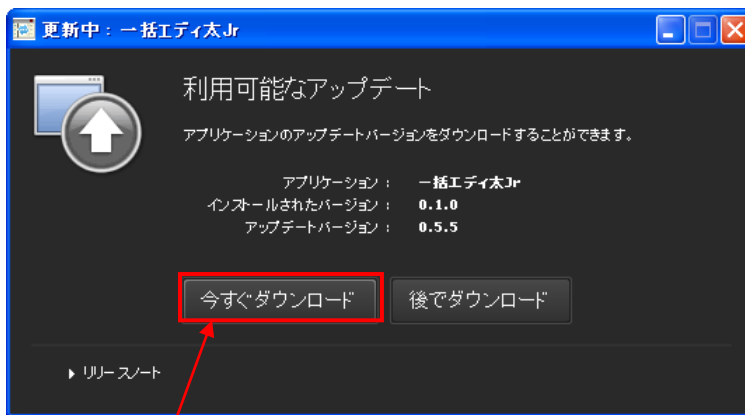 更新中：一括エディ太Jr
利用可能なアップデート
アプリケーションのアップデートバージョンをダウンロードすることができます。
アプリケーション： 一括エディ太Jr
インストールされたバージョン： 0.1.0
アップデートバージョン： 0.5.5
今すぐダウンロード 後でダウンロード
リリースノート